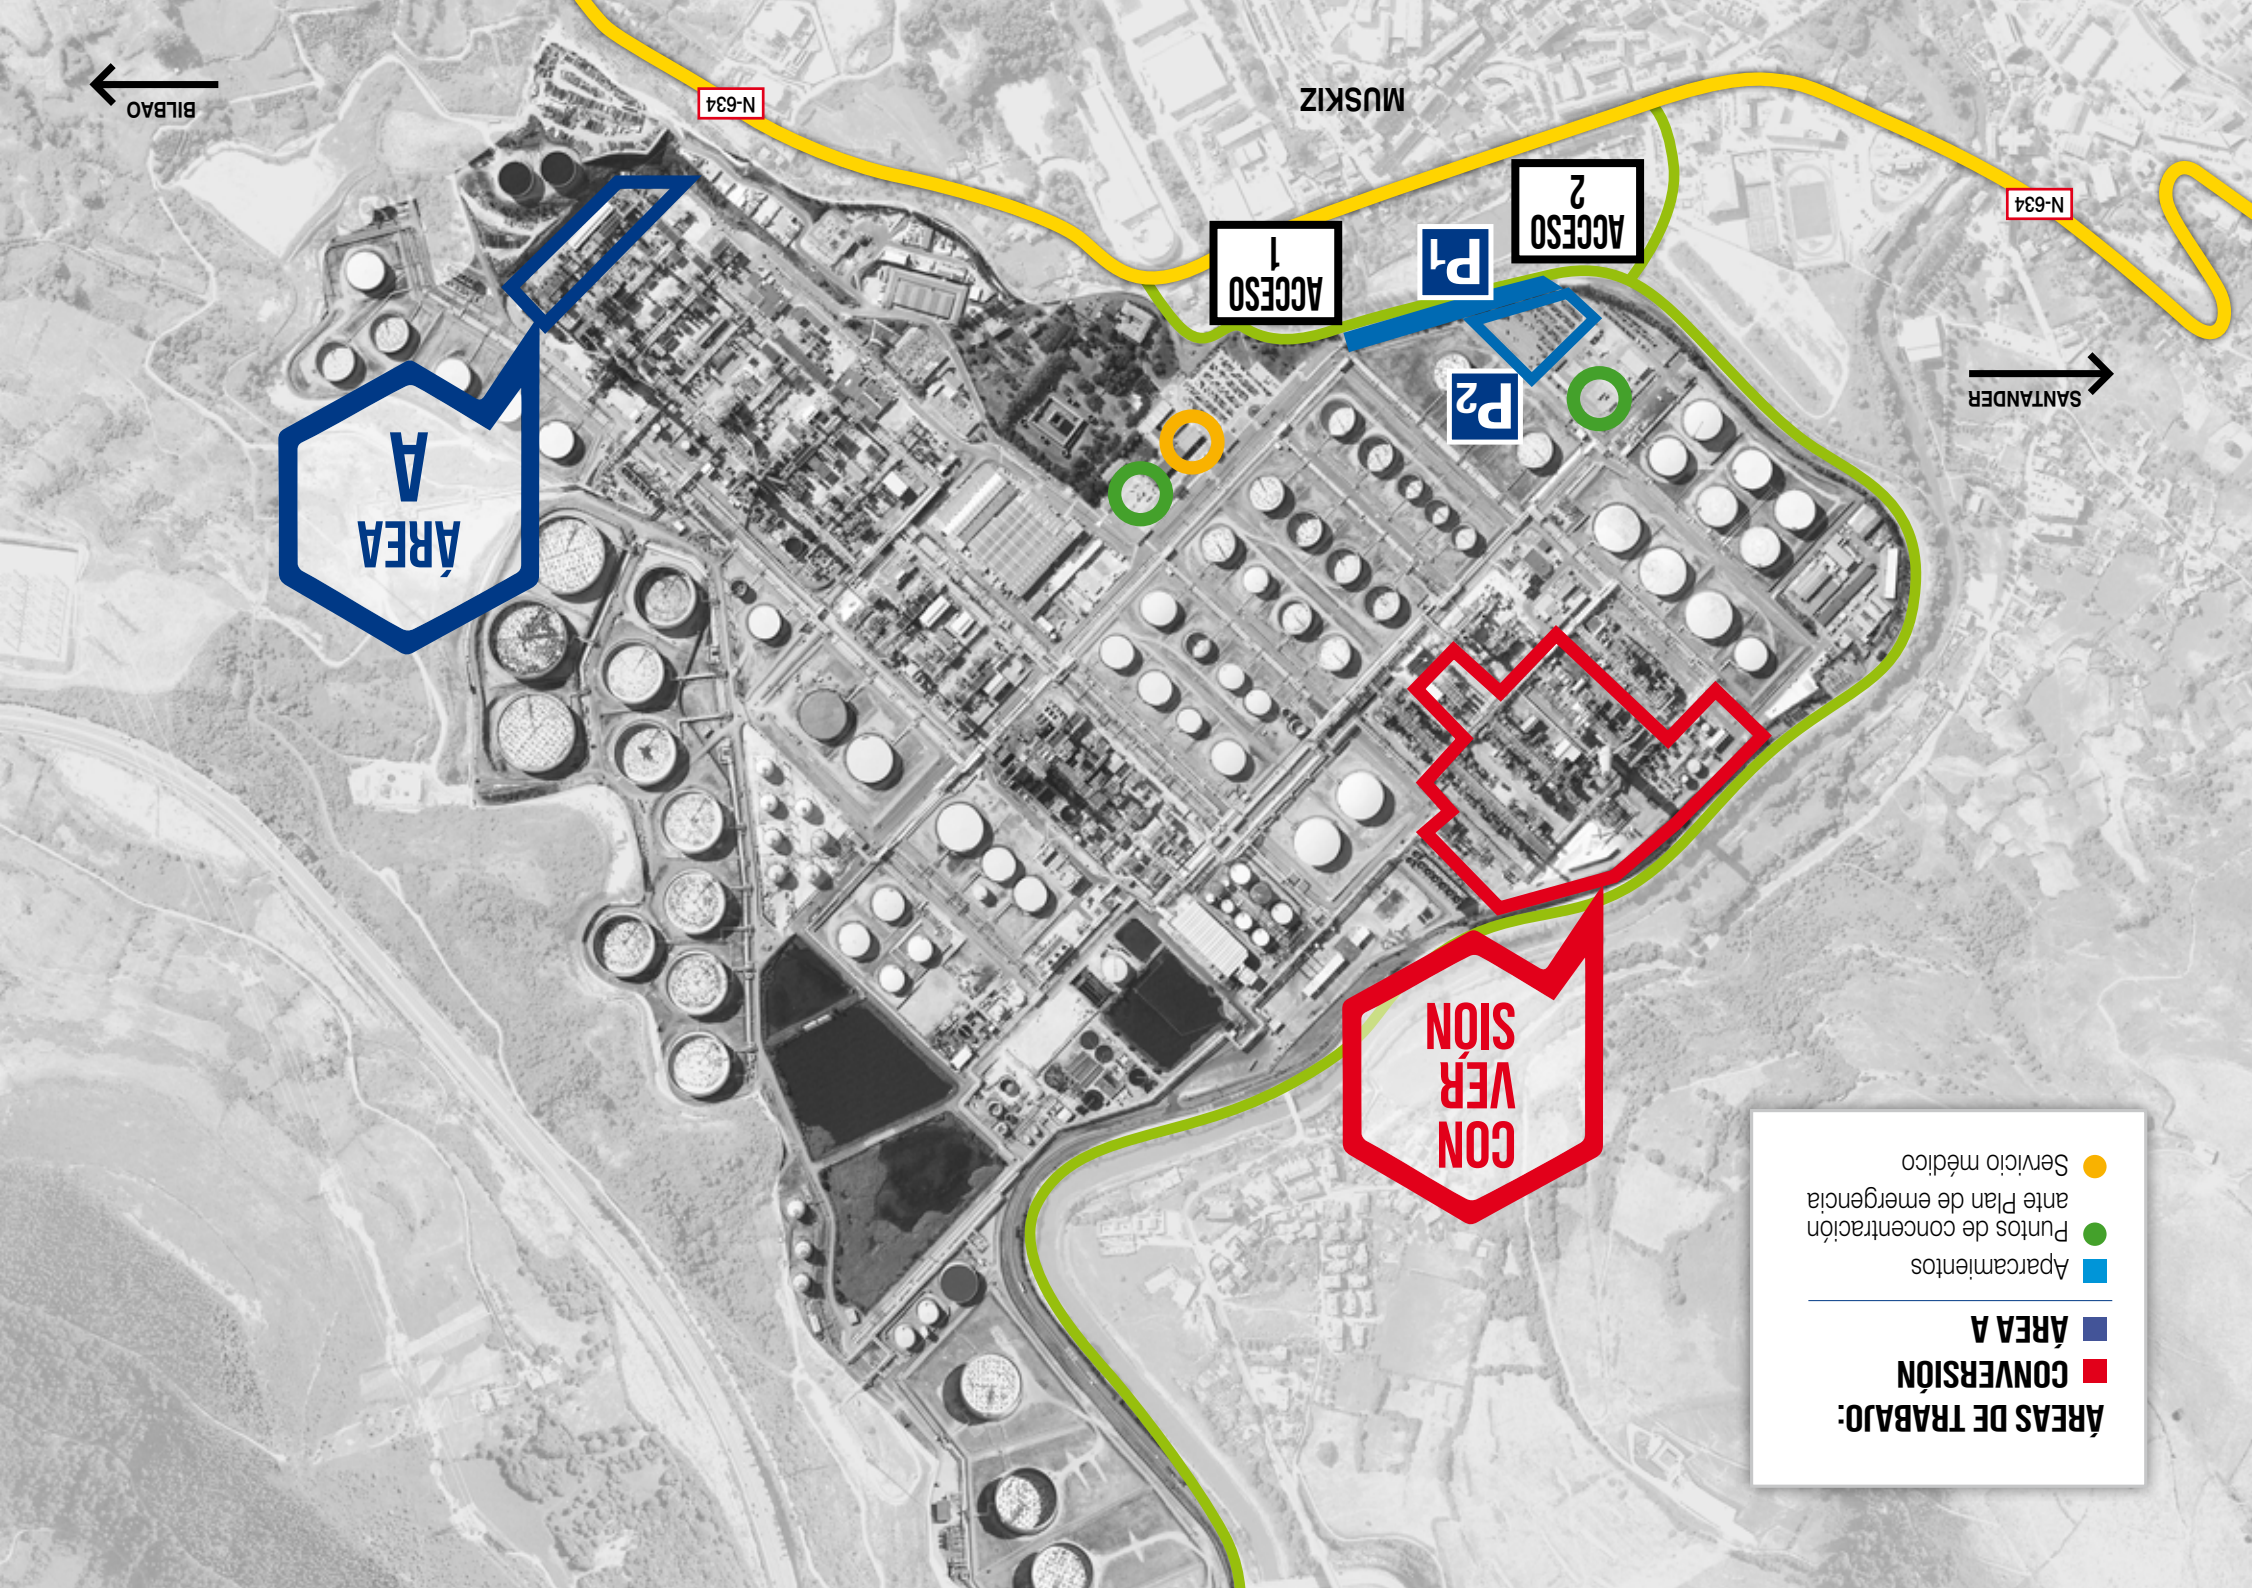 ÁREAS DE TRABAJO:
CONVERSIÓN
ÁREA A
Aparcamientos
Puntos de concentración
ante Plan de emergencia
Servicio médico
CON
VER
SIÓN
ÁREA
A
SANTANDER
P2
P1
ACCESO
1
ACCESO
2
N-634
MUSKIZ
N-634
BILBAO